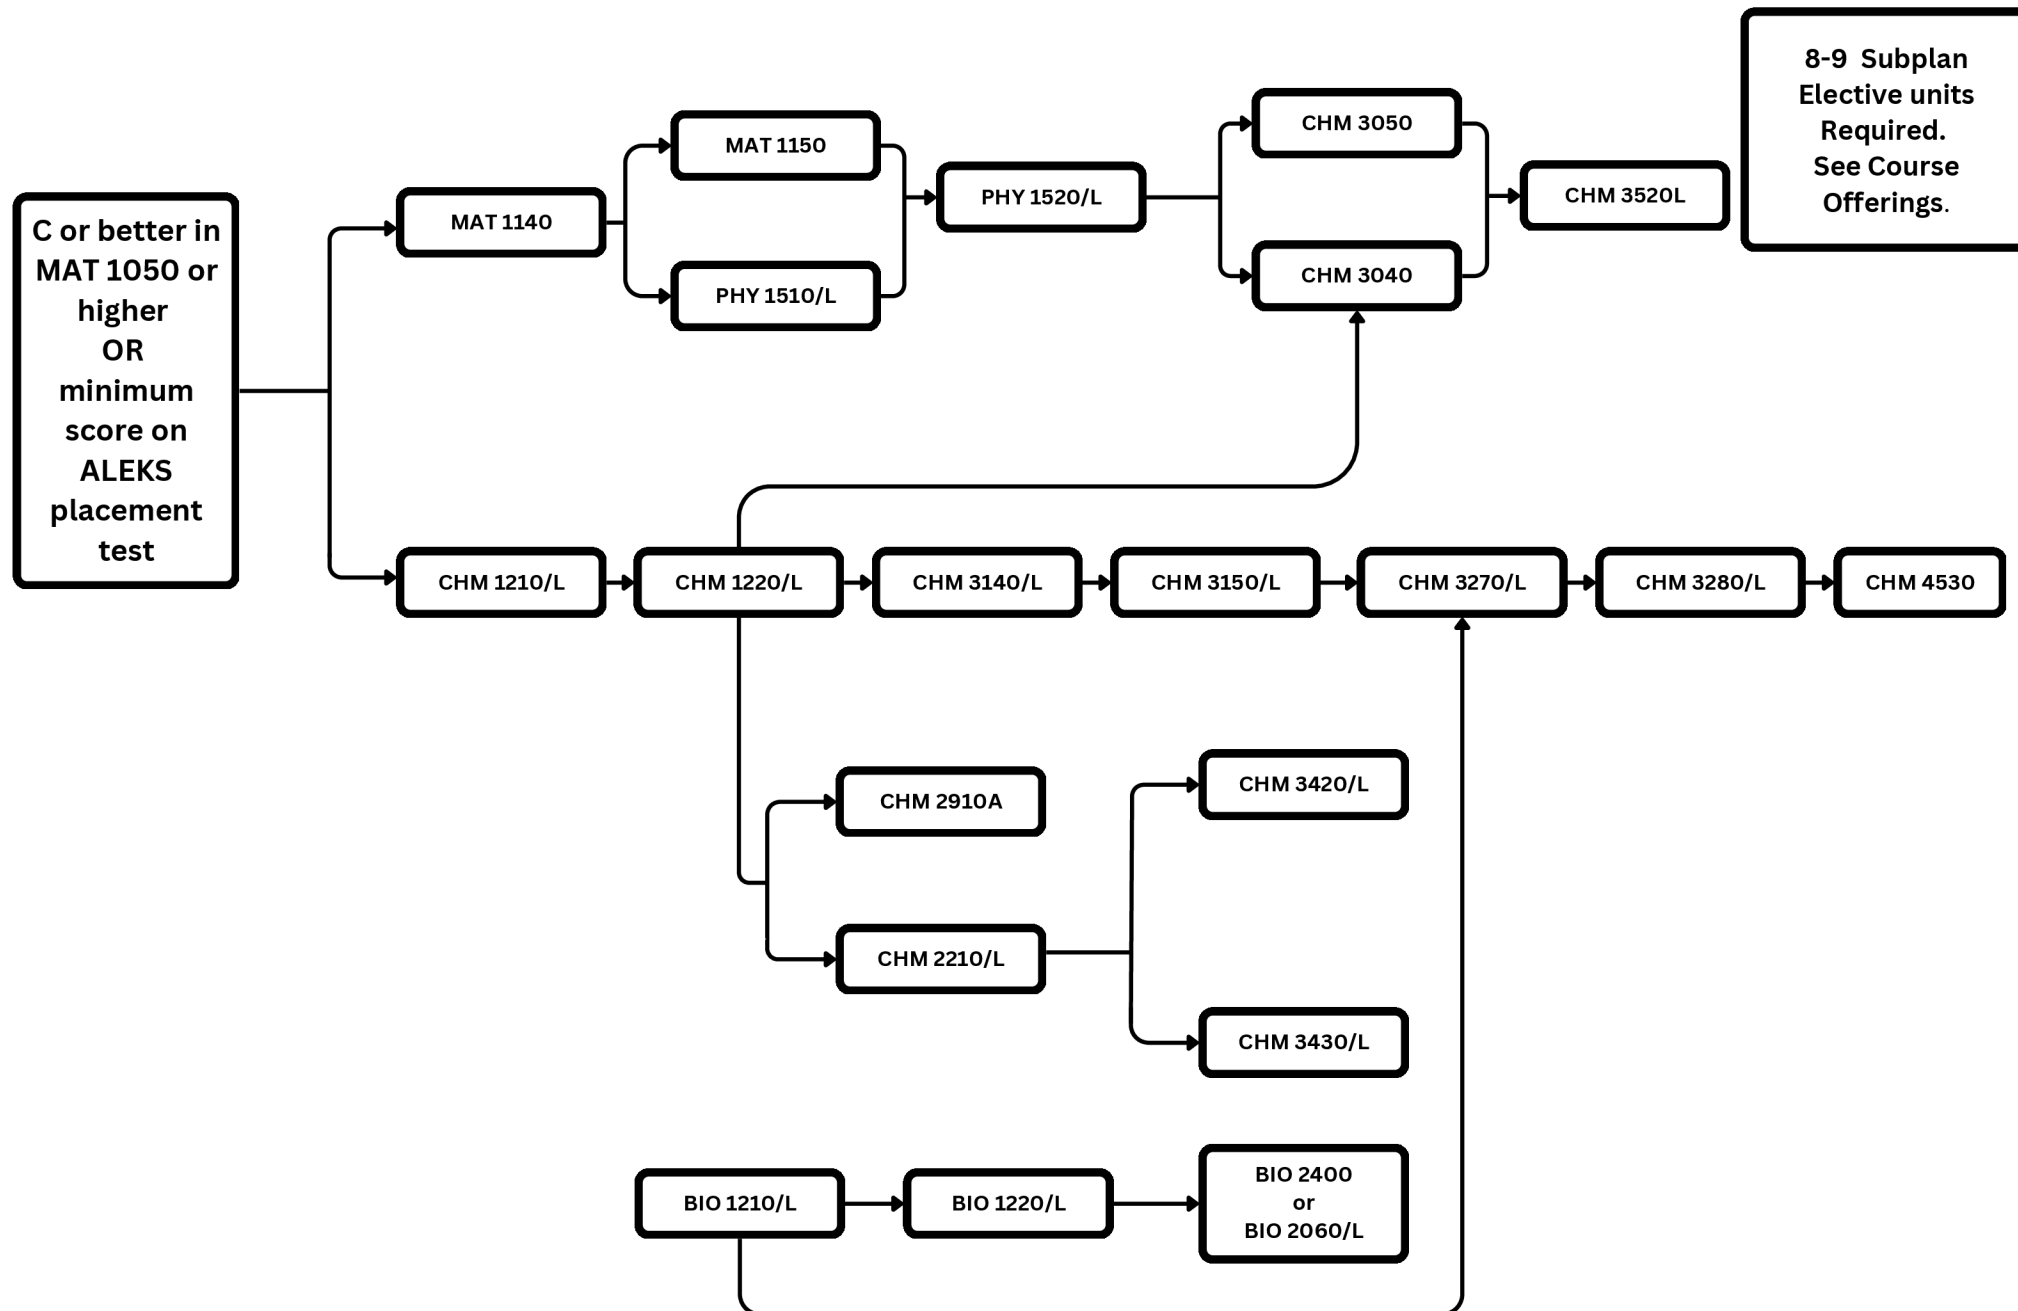 8-9 Subplan
Elective units
Required.
See Course
Offerings.
C or better in
MAT 1050 or
higher
OR
minimum
score on
ALEKS
placement
test
MAT 1140
MAT 1150
PHY 1510/L
PHY 1520/L
CHM 3050
CHM 3040
CHM 3520L
CHM 1210/L
CHM 1220/L
CHM 3140/L
CHM 3150/L
CHM 3270/L
CHM 3280/L
CHM 4530
CHM 2910A
CHM 2210/L
CHM 3420/L
CHM 3430/L
BIO 1210/L
BIO 1220/L
BIO 2400
or
BIO 2060/L